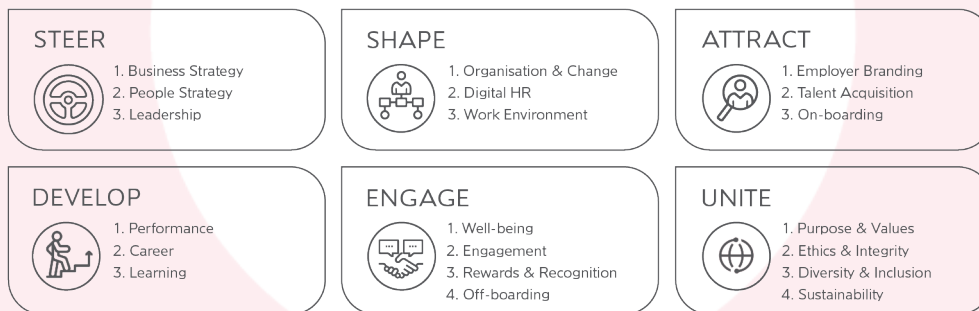 STEER
1. Business Strategy
2. People Strategy
3. Leadership
SHAPE
1. Organisation & Change
2. Digital HR
3. Work Environment
ATTRACT
1. Employer Branding
2. Talent Acquisition
3. On-boarding
DEVELOP
1. Performance
2. Career
3. Learning
ENGAGE
1. Well-being
2. Engagement
3. Rewards & Recognition
4. Off-boarding
UNITE
1. Purpose & Values
2. Ethics & Integrity
3. Diversity & Inclusion
4. Sustainability